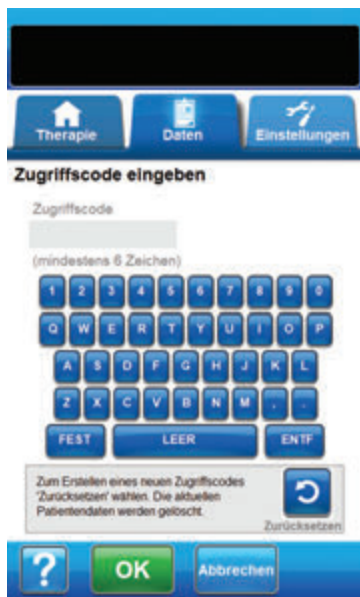 Therapie Daten Einstellungen
Zugriffscode eingeben
Zugriffscode
(mindestens 6 Zeichen)
1 2 3 4 5 6 7 8 9 0
Q W E R T Y U I O P
A S D F G H J K L
Z X C V B N M , .
FEST LEER ENTF
Zum Erstellen eines neuen Zugriffscodes
'Zurücksetzen' wählen. Die aktuellen
Patientendaten werden gelöscht.
Zurücksetzen
? OK Abbrechen